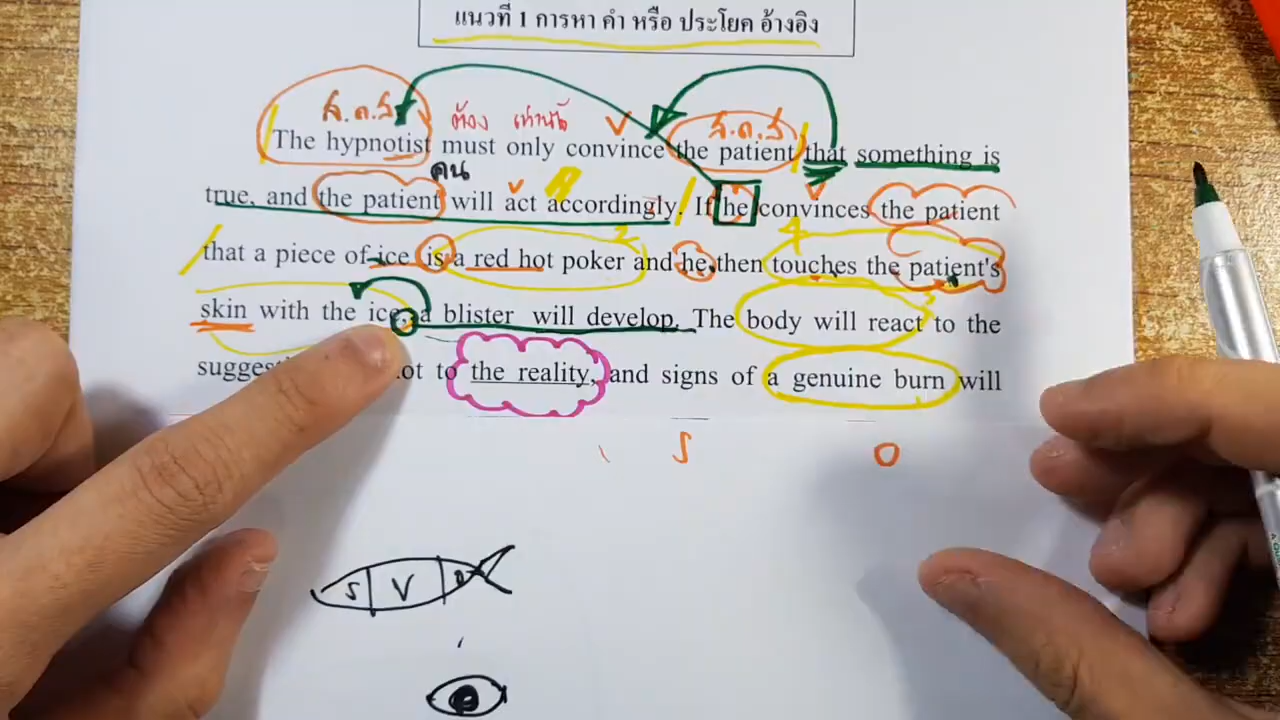 แนวที่ 1 การหา คำ หรือ ประโยค อ้างอิง
ส.ก.ส ต้อง เท่านั้น ส.ก.ส
The hypnotist must only convince the patient that something is
คน
true, and the patient will act accordingly. If he convinces the patient
that a piece of ice is a red hot poker and he then touches the patient's
skin with the ice, a blister will develop. The body will react to the
to the reality, and signs of a genuine burn will
S O
S V O